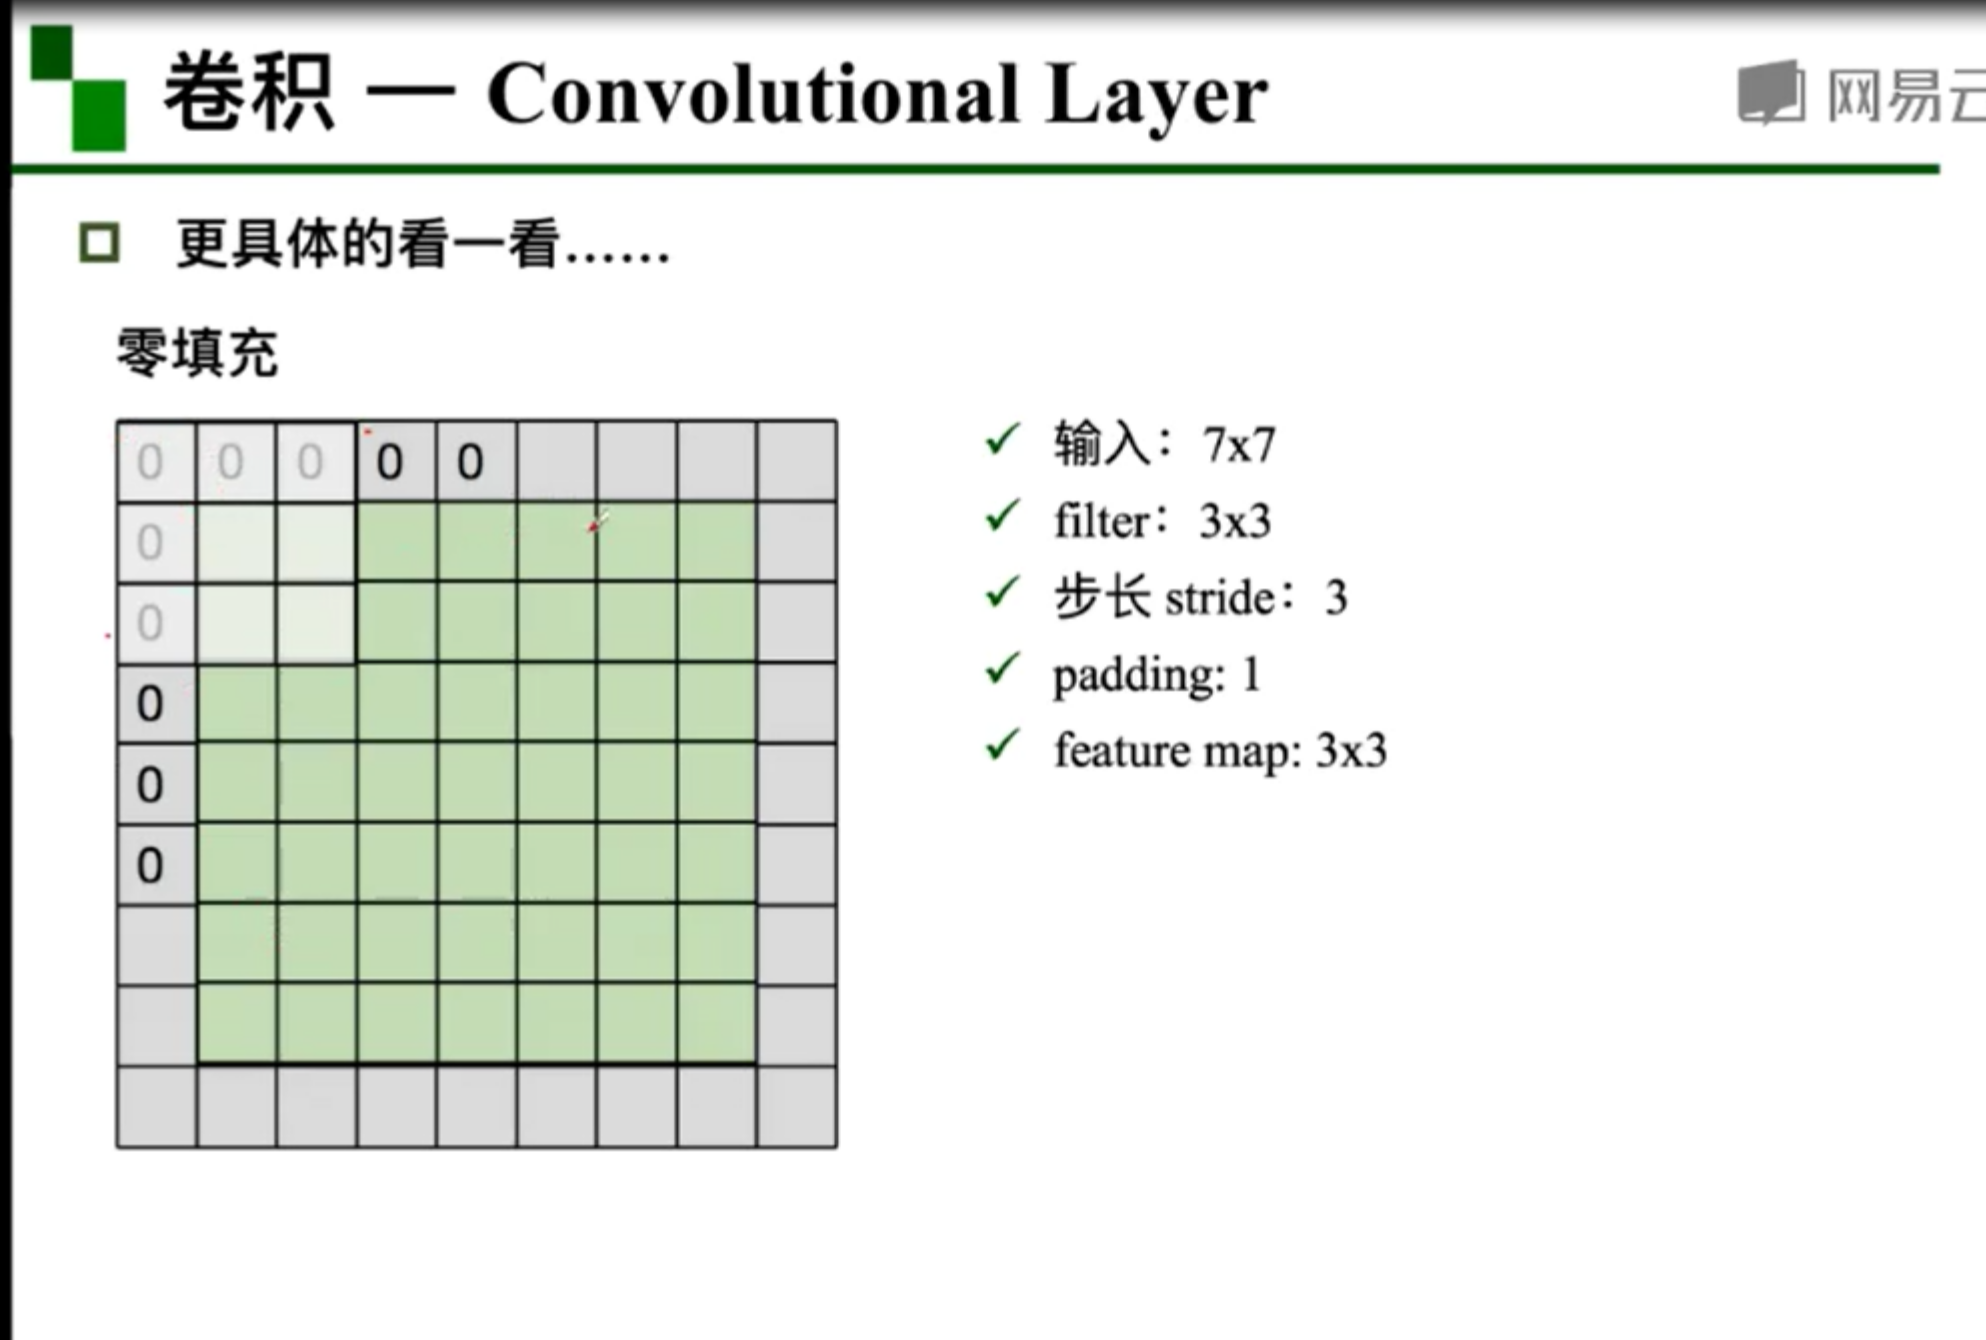 卷积 — Convolutional Layer
网易云
更具体的看一看……
零填充
0 0 0 0 0
0
0
0
0
0
输入：7x7
filter：3x3
步长 stride：3
padding: 1
feature map: 3x3